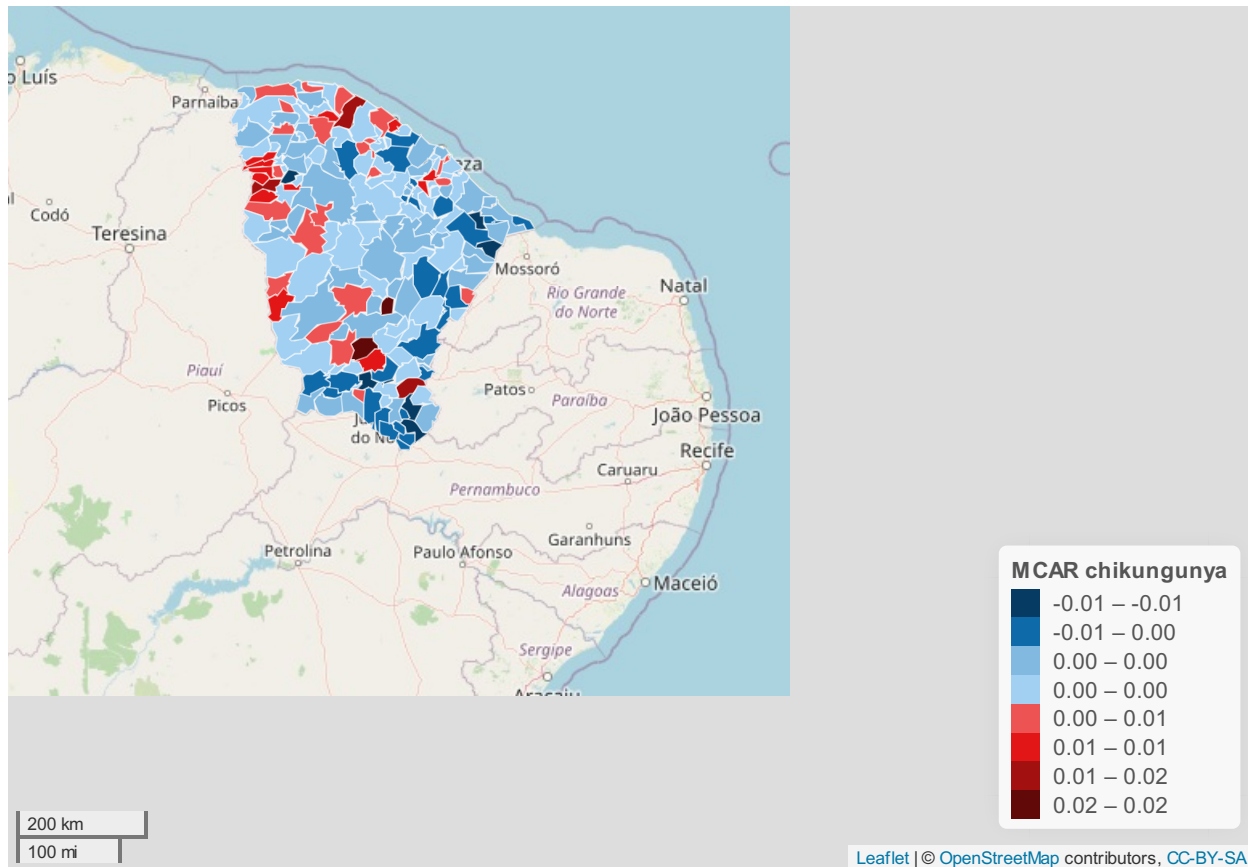 o Luís
Parnaíba
eza
Codó
Teresina
Mossoró
Natal
Rio Grande
do Norte
Piauí
Picos
Patos
Paraíba
João Pessoa
do
Recife
Caruaru
Pernambuco
Garanhuns
Petrolina
Paulo Afonso
Alagoas
Maceió
Sergipe
Aracaju
MCAR chikungunya
-0.01 – -0.01
-0.01 – 0.00
0.00 – 0.00
0.00 – 0.00
0.00 – 0.01
0.01 – 0.01
0.01 – 0.02
0.02 – 0.02
200 km
100 mi
Leaflet | © OpenStreetMap contributors, CC-BY-SA